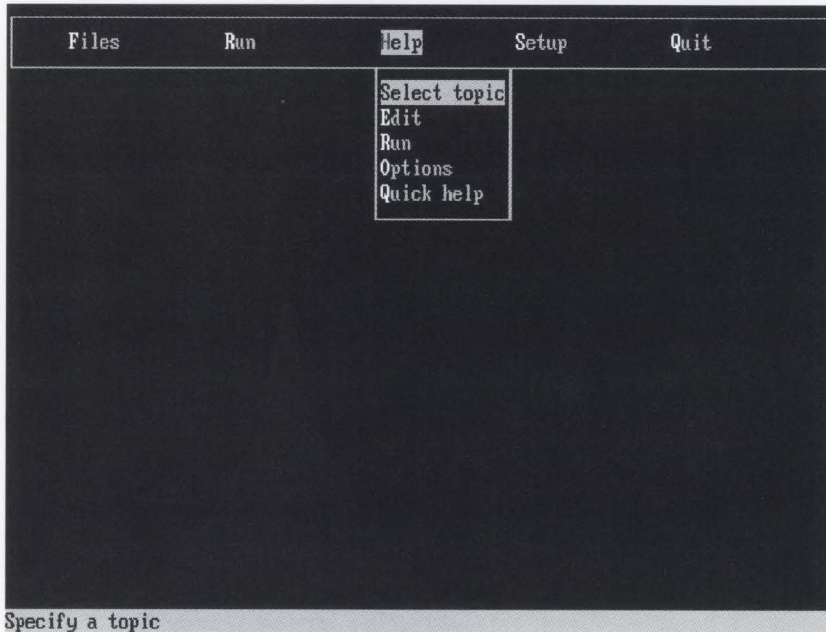 Files Run Help Setup Quit
Select topic
Edit
Run
Options
Quick help
Specify a topic